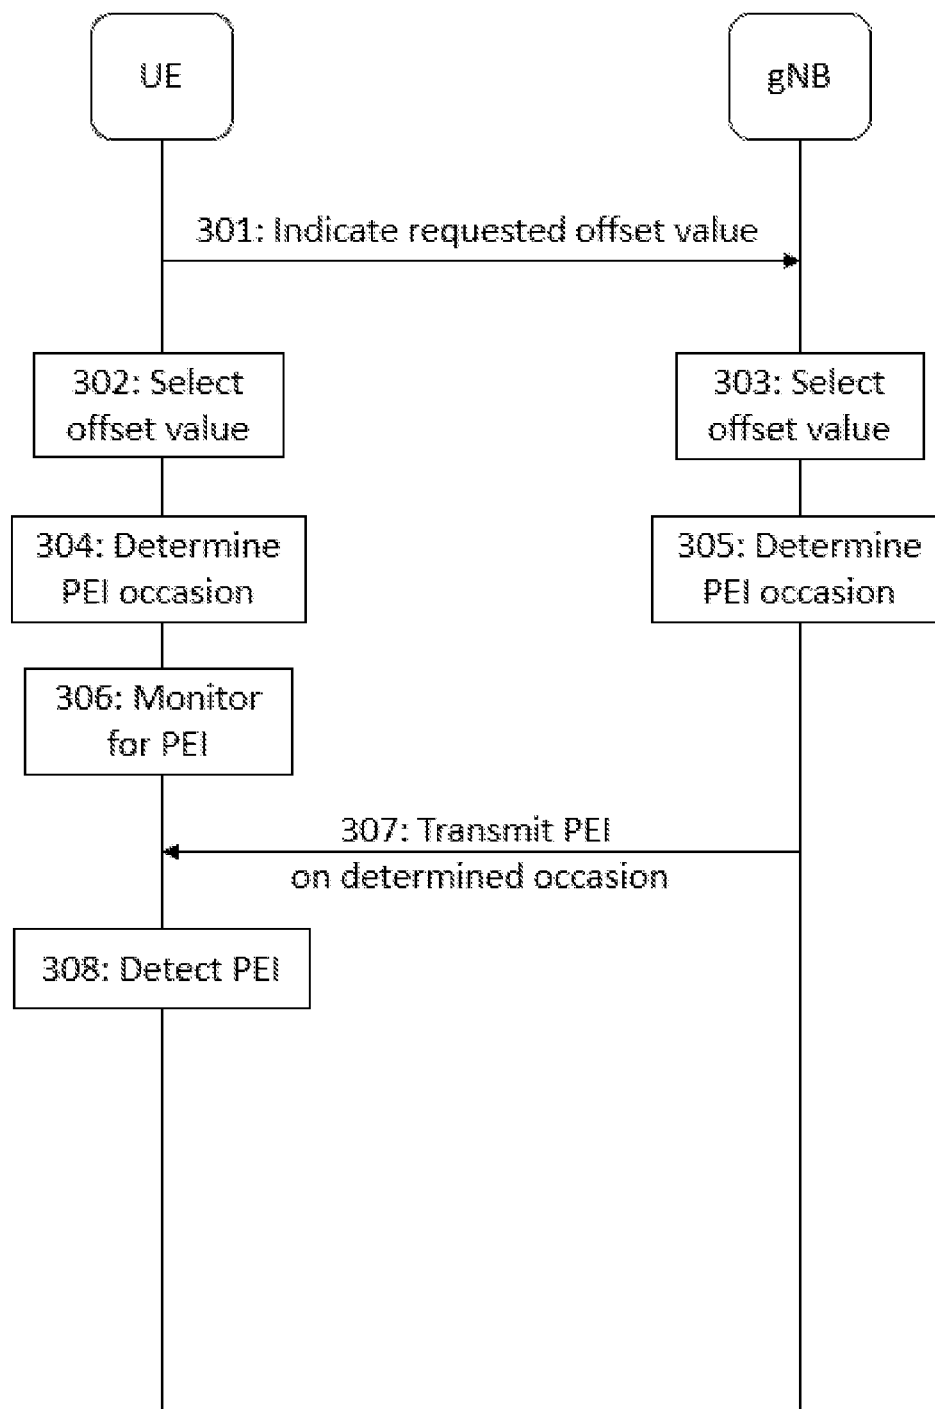 UE
gNB
301: Indicate requested offset value
302: Select
offset value
303: Select
offset value
304: Determine
PEI occasion
305: Determine
PEI occasion
306: Monitor
for PEI
307: Transmit PEI
on determined occasion
308: Detect PEI